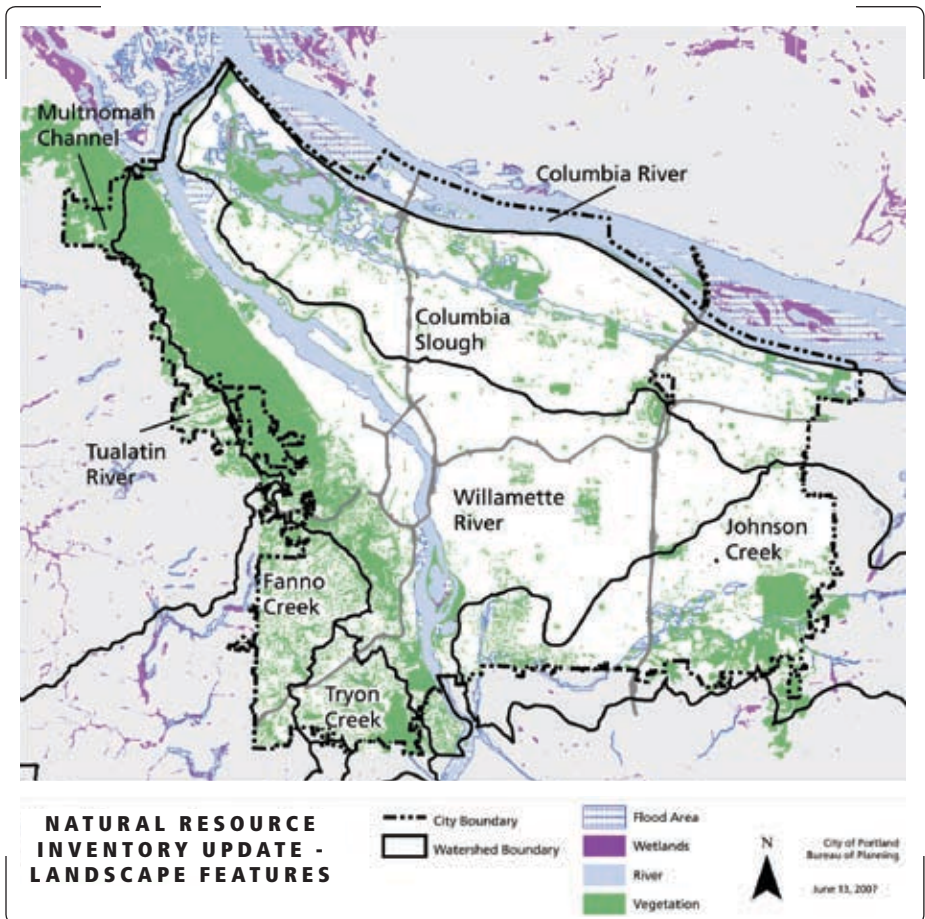 Multnomah
Channel
Columbia River
Columbia
Slough
Tualatin
River
Willamette
River
Johnson
Creek
Fanno
Creek
Tryon
Creek
NATURAL RESOURCE
INVENTORY UPDATE -
LANDSCAPE FEATURES
City Boundary
Watershed Boundary
Flood Area
Wetlands
River
Vegetation
N
City of Portland
Bureau of Planning
June 13, 2007